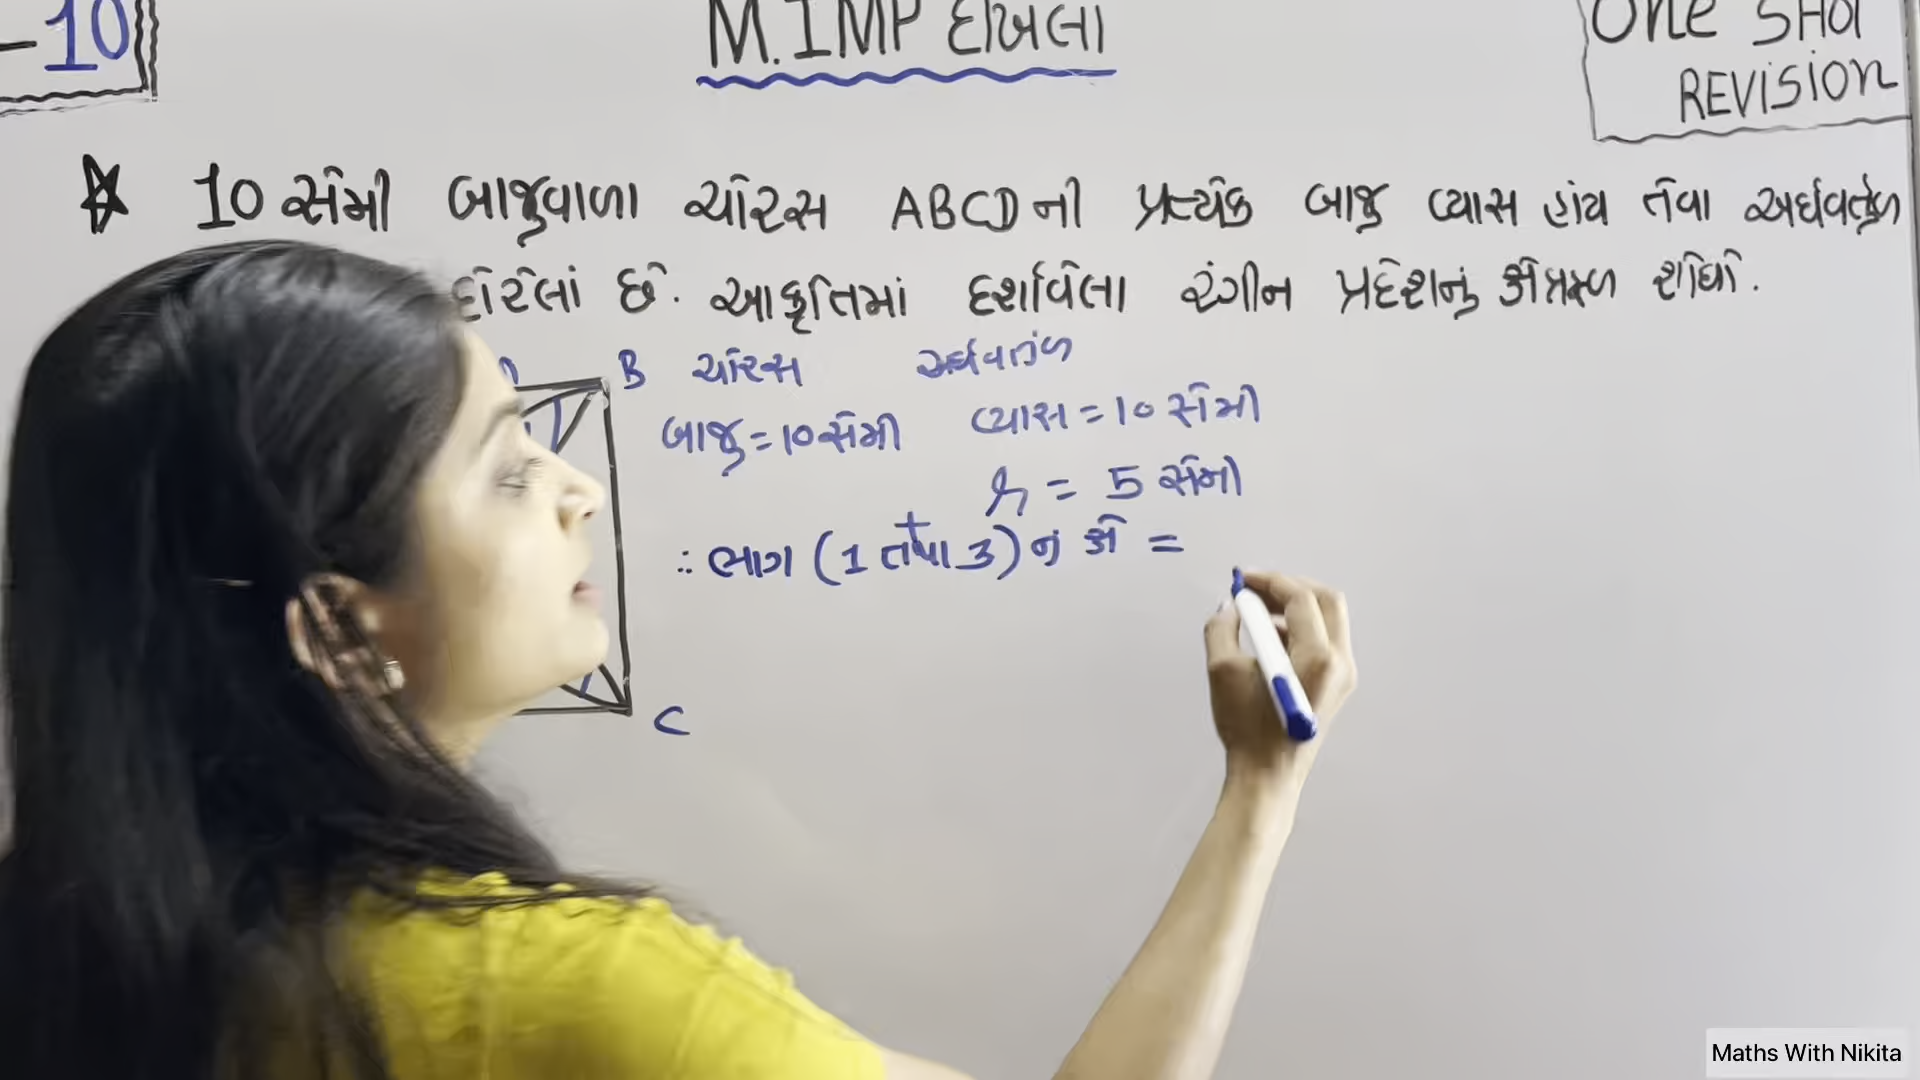 -10
M. IMP દાખલા
One SHOT
REVISION
10 સેમી બાજુવાળા ચોરસ ABCD ની પ્રત્યેક બાજુ વ્યાસ હોય તેવા અર્ધવર્તુળ
દોરેલાં છે. આકૃતિમાં દર્શાવેલા રંગીન પ્રદેશનું ક્ષેત્રફળ શોધો.
B ચોરસ અર્ધવર્તુળ
બાજુ = 10 સેમી વ્યાસ = 10 સેમી
r = 5 સેમી
∴ ભાગ (1 તથા 3) નું ક્ષે =
+
C
Maths With Nikita